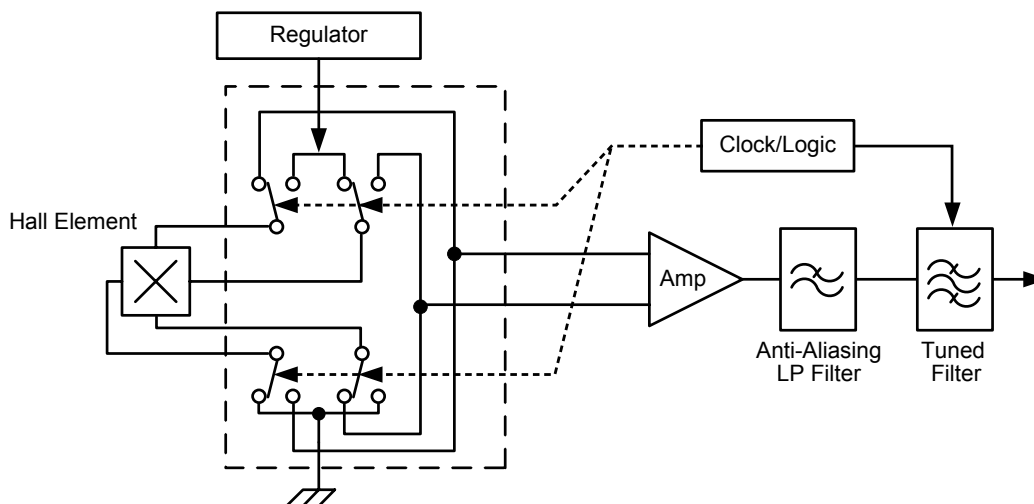 Regulator
Clock/Logic
Hall Element
Amp
Anti-Aliasing
LP Filter
Tuned
Filter